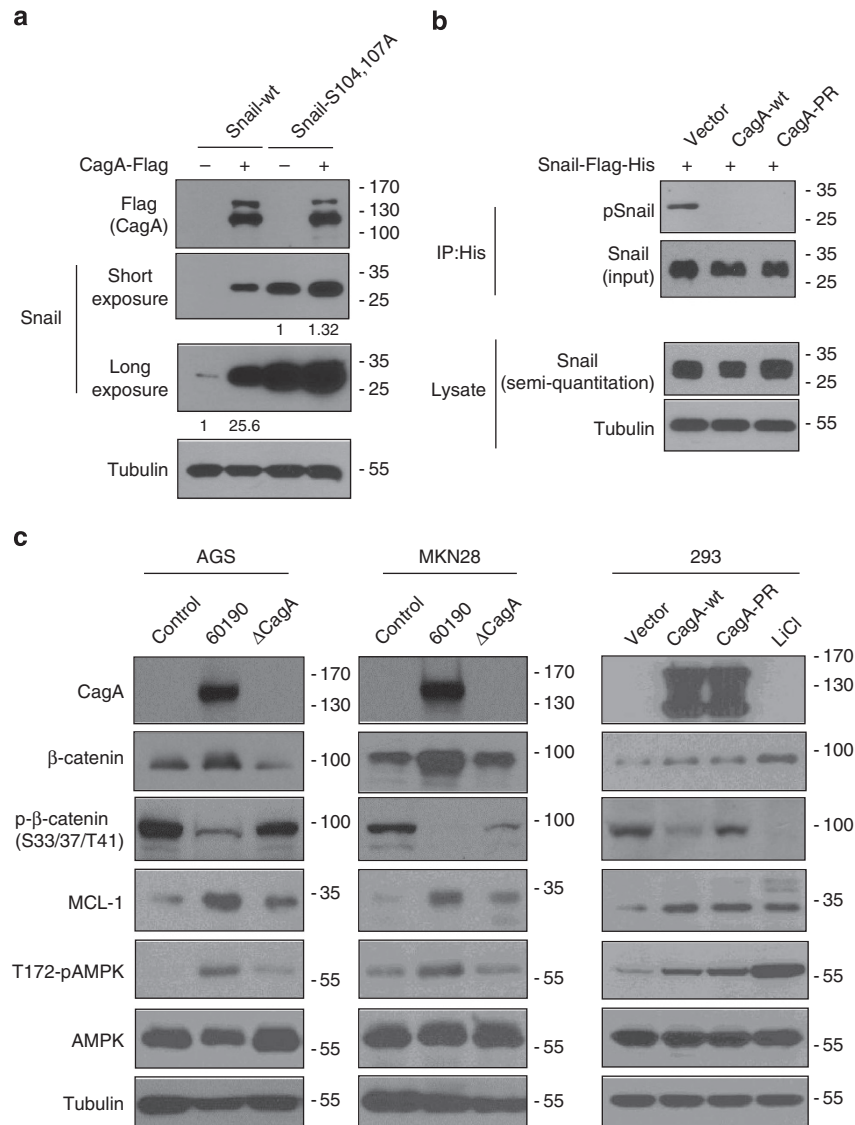 a
Snail-wt
Snail-S104,107A
CagA-Flag – + – +
Flag
(CagA)
- 170
- 130
- 100
Snail
Short
exposure
- 35
- 25
1 1.32
Long
exposure
- 35
- 25
1 25.6
Tubulin
- 55
b
Vector
CagA-wt
CagA-PR
Snail-Flag-His + + +
IP:His
pSnail
- 35
- 25
Snail
(input)
- 35
- 25
Lysate
Snail
(semi-quantitation)
- 35
- 25
Tubulin
- 55
c
AGS
MKN28
293
Control
60190
ΔCagA
Control
60190
ΔCagA
Vector
CagA-wt
CagA-PR
LiCl
CagA
- 170
- 130
- 170
- 130
- 170
- 130
β-catenin
- 100
- 100
- 100
p-β-catenin
(S33/37/T41)
- 100
- 100
- 100
MCL-1
- 35
- 35
- 35
T172-pAMPK
- 55
- 55
- 55
AMPK
- 55
- 55
- 55
Tubulin
- 55
- 55
- 55